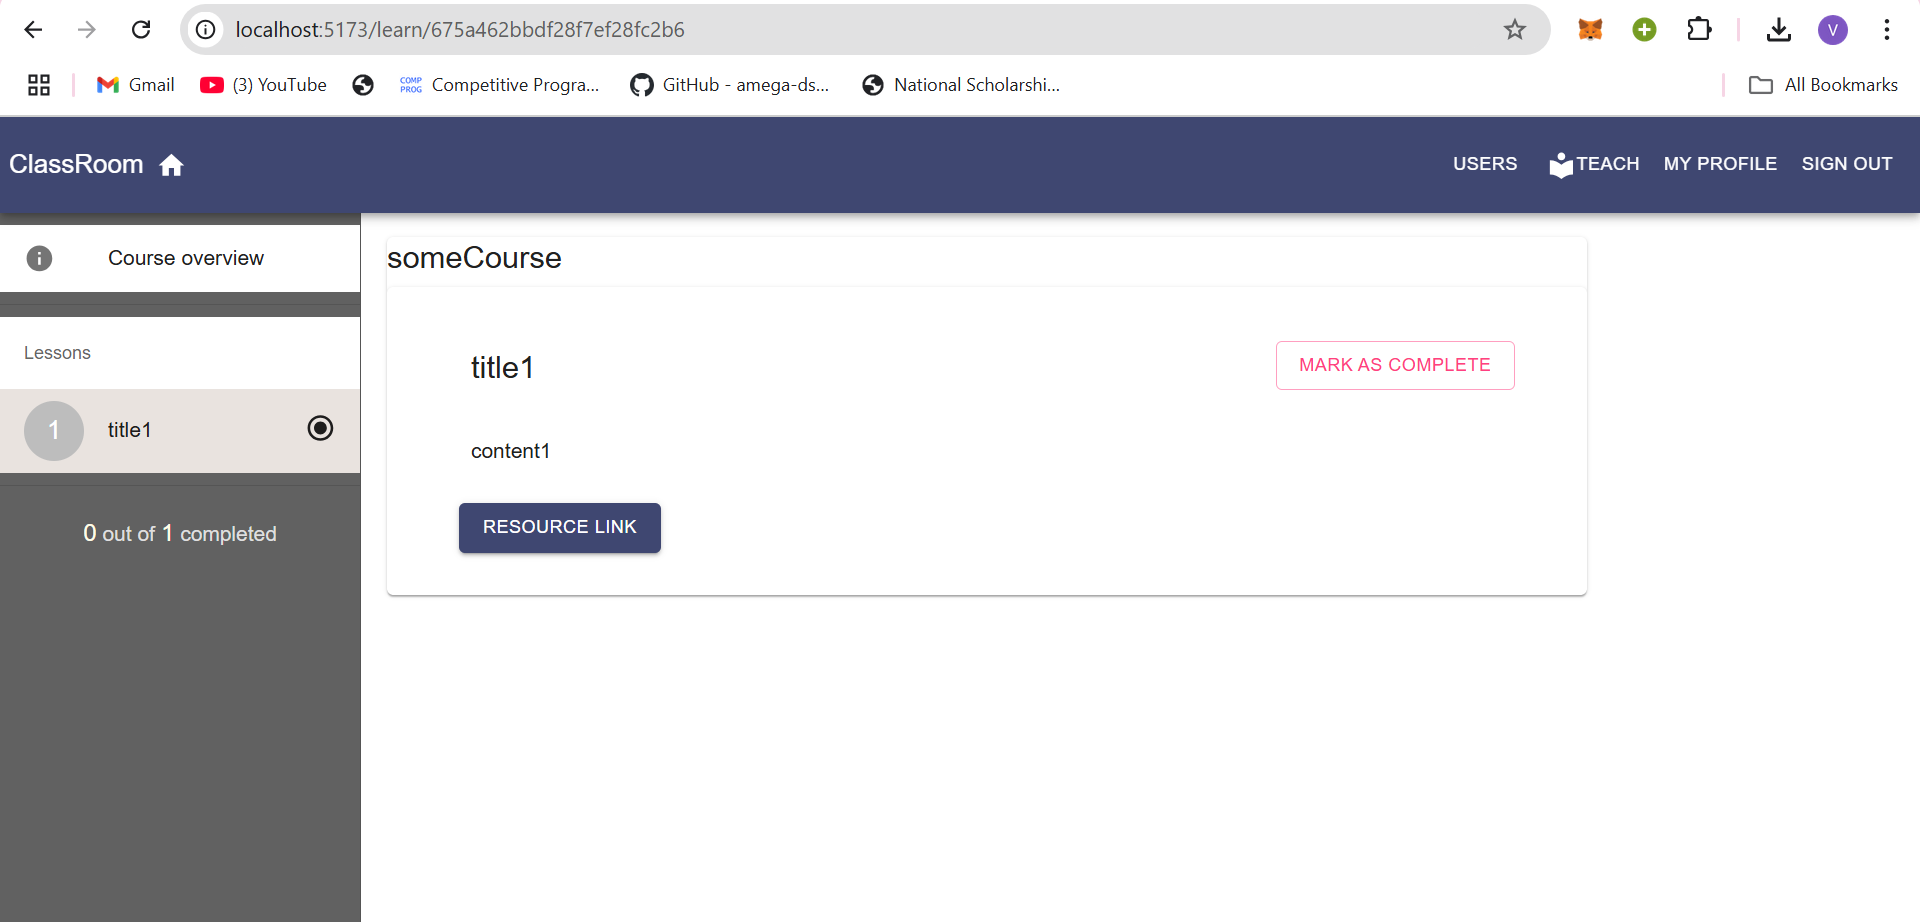 localhost:5173/learn/675a462bbdf28f7ef28fc2b6
V
Gmail
(3) YouTube
COMP PROG
Competitive Progra...
GitHub - amega-ds...
National Scholarshi...
All Bookmarks
ClassRoom
USERS
TEACH
MY PROFILE
SIGN OUT
Course overview
Lessons
1 title1
0 out of 1 completed
someCourse
title1
MARK AS COMPLETE
content1
RESOURCE LINK